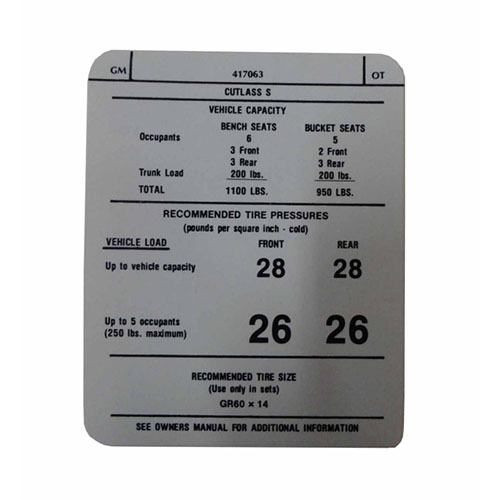 GM 417063 OT
CUTLASS S
VEHICLE CAPACITY
BENCH SEATS BUCKET SEATS
Occupants 6 5
3 Front 2 Front
3 Rear 3 Rear
Trunk Load 200 lbs. 200 lbs.
TOTAL 1100 LBS. 950 LBS.
RECOMMENDED TIRE PRESSURES
(pounds per square inch - cold)
VEHICLE LOAD FRONT REAR
Up to vehicle capacity 28 28
Up to 5 occupants 26 26
(250 lbs. maximum)
RECOMMENDED TIRE SIZE
(Use only in sets)
GR60 × 14
SEE OWNERS MANUAL FOR ADDITIONAL INFORMATION